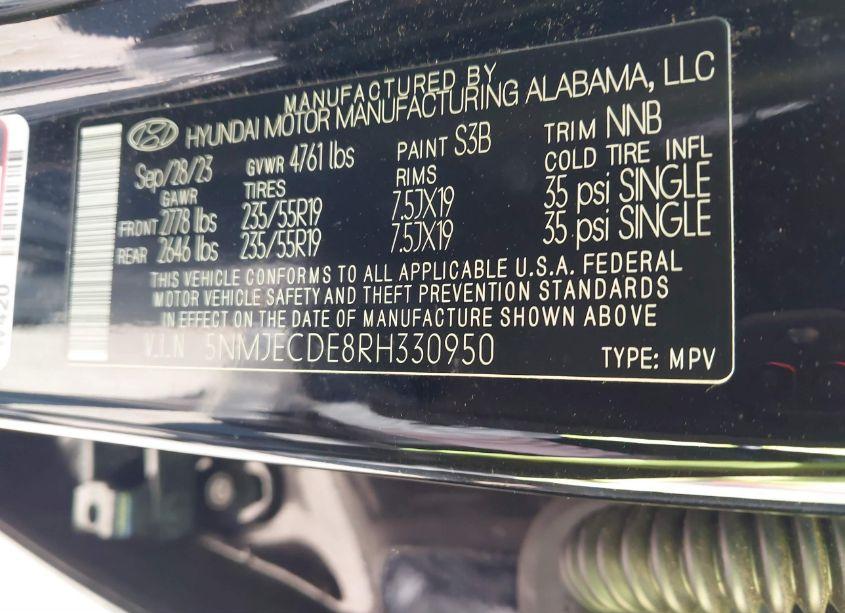 MANUFACTURED BY
HYUNDAI MOTOR MANUFACTURING ALABAMA, LLC
Sep/28/23 GVWR 4761 lbs PAINT S3B TRIM NNB
GAWR TIRES RIMS COLD TIRE INFL
FRONT 2778 lbs 235/55R19 7.5JX19 35 psi SINGLE
REAR 2646 lbs 235/55R19 7.5JX19 35 psi SINGLE
THIS VEHICLE CONFORMS TO ALL APPLICABLE U.S.A. FEDERAL
MOTOR VEHICLE SAFETY AND THEFT PREVENTION STANDARDS
IN EFFECT ON THE DATE OF MANUFACTURE SHOWN ABOVE
V.I.N 5NMJECDE8RH330950 TYPE: MPV